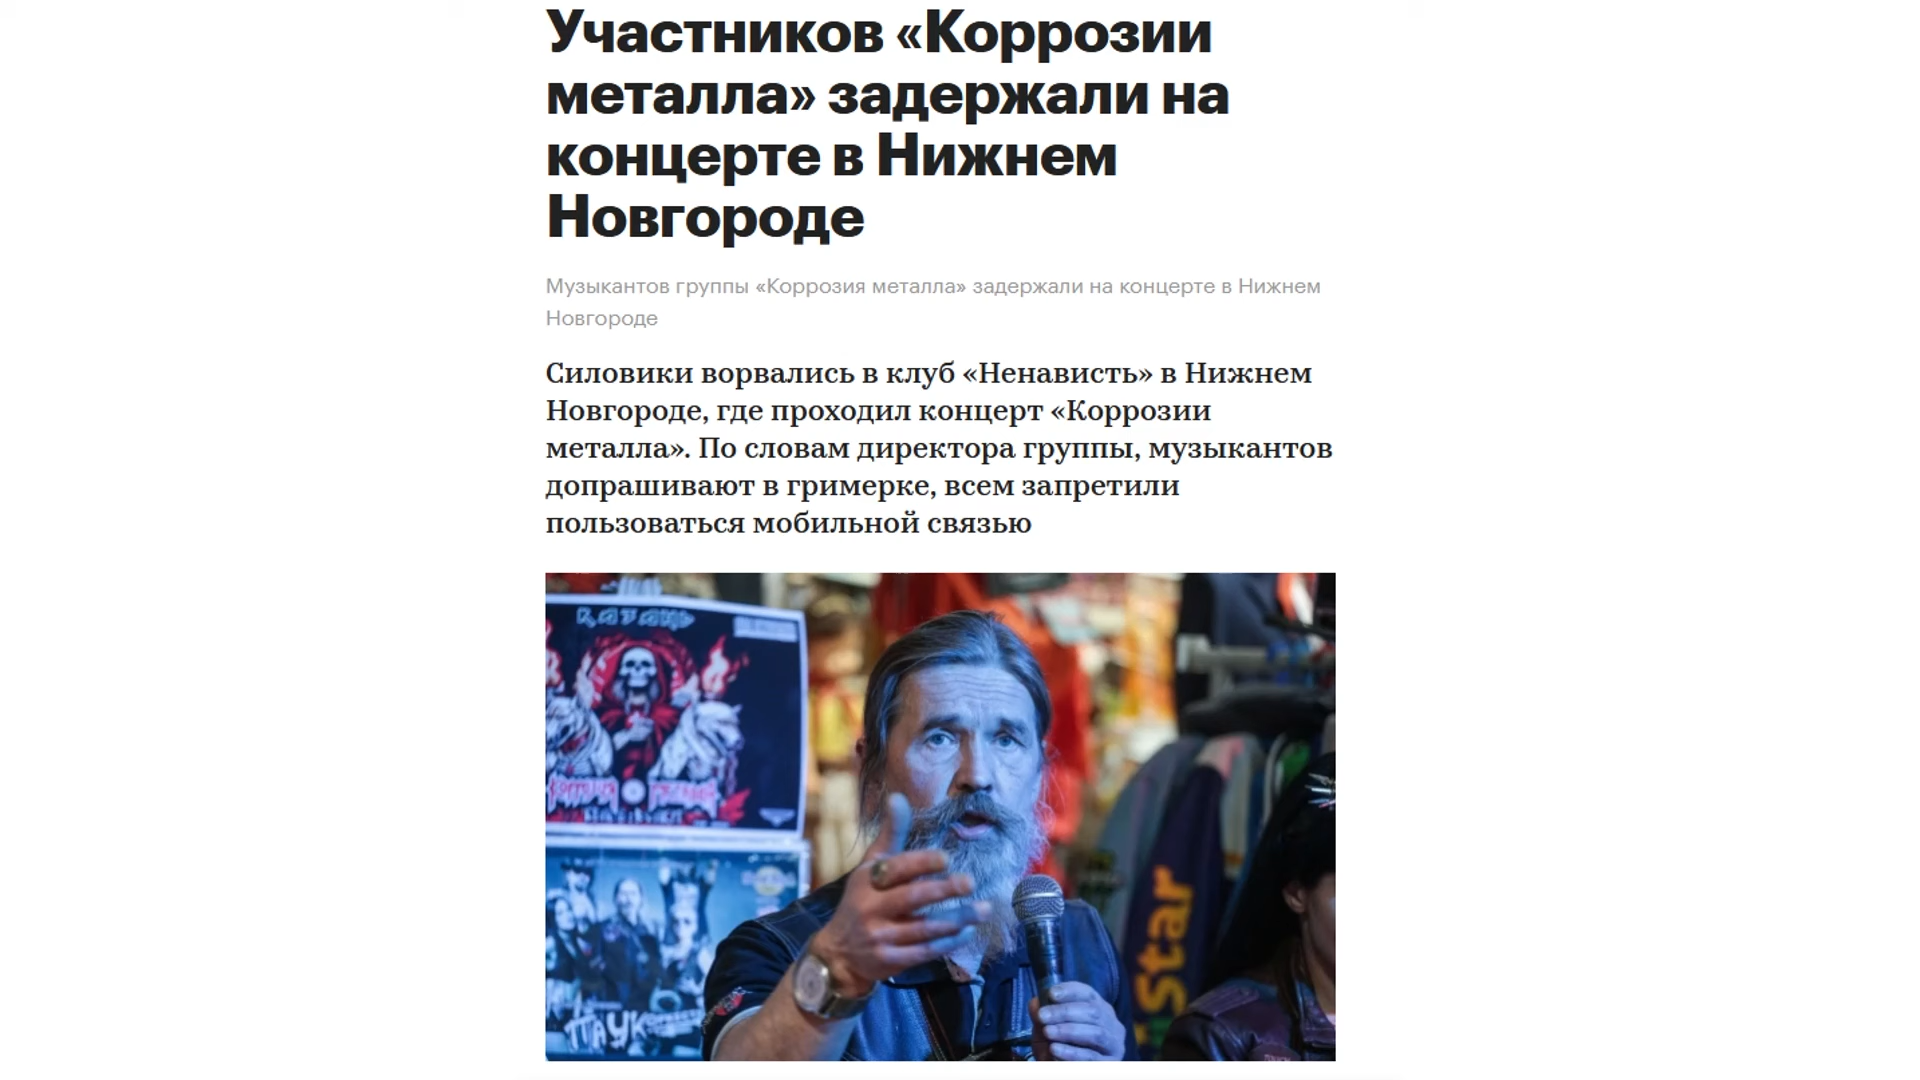 Участников «Коррозии
металла» задержали на
концерте в Нижнем
Новгороде
Музыкантов группы «Коррозия металла» задержали на концерте в Нижнем
Новгороде
Силовики ворвались в клуб «Ненависть» в Нижнем
Новгороде, где проходил концерт «Коррозии
металла». По словам директора группы, музыкантов
допрашивают в гримерке, всем запретили
пользоваться мобильной связью
КАЗАНЬ
ПАУК
Star